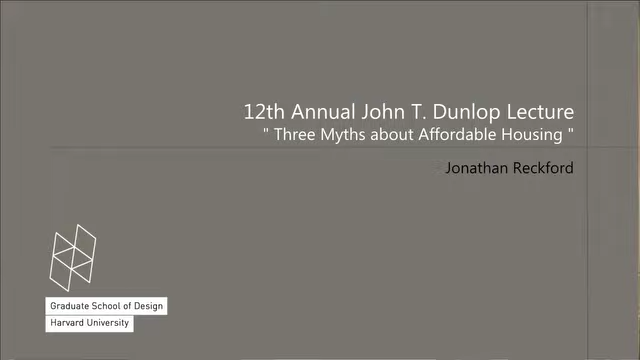 12th Annual John T. Dunlop Lecture
" Three Myths about Affordable Housing "
Jonathan Reckford
Graduate School of Design
Harvard University